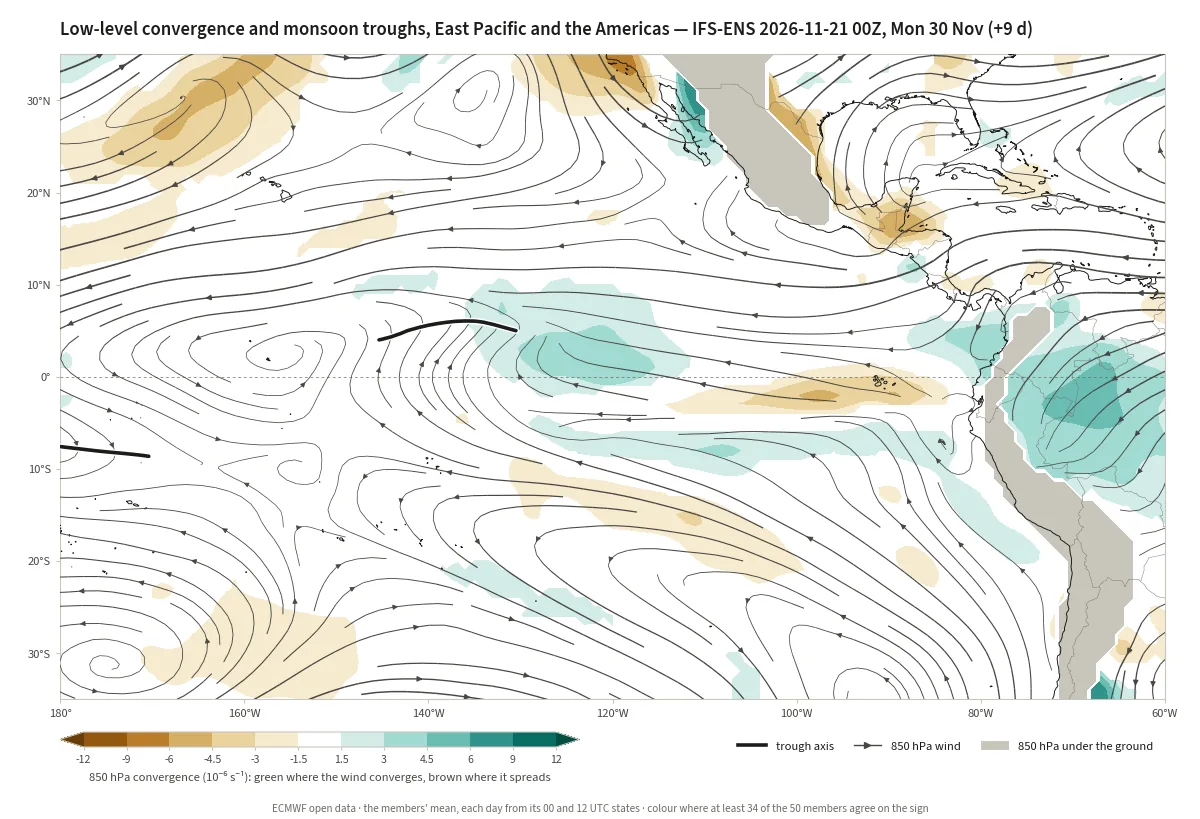 Low-level convergence and monsoon troughs, East Pacific and the Americas — IFS-ENS 2026-11-21 00Z, Mon 30 Nov (+9 d)
30°N
20°N
10°N
0°
10°S
20°S
30°S
180° 160°W 140°W 120°W 100°W 80°W 60°W
-12 -9 -6 -4.5 -3 -1.5 1.5 3 4.5 6 9 12
850 hPa convergence (10⁻⁶ s⁻¹): green where the wind converges, brown where it spreads
trough axis 850 hPa wind 850 hPa under the ground
ECMWF open data · the members' mean, each day from its 00 and 12 UTC states · colour where at least 34 of the 50 members agree on the sign